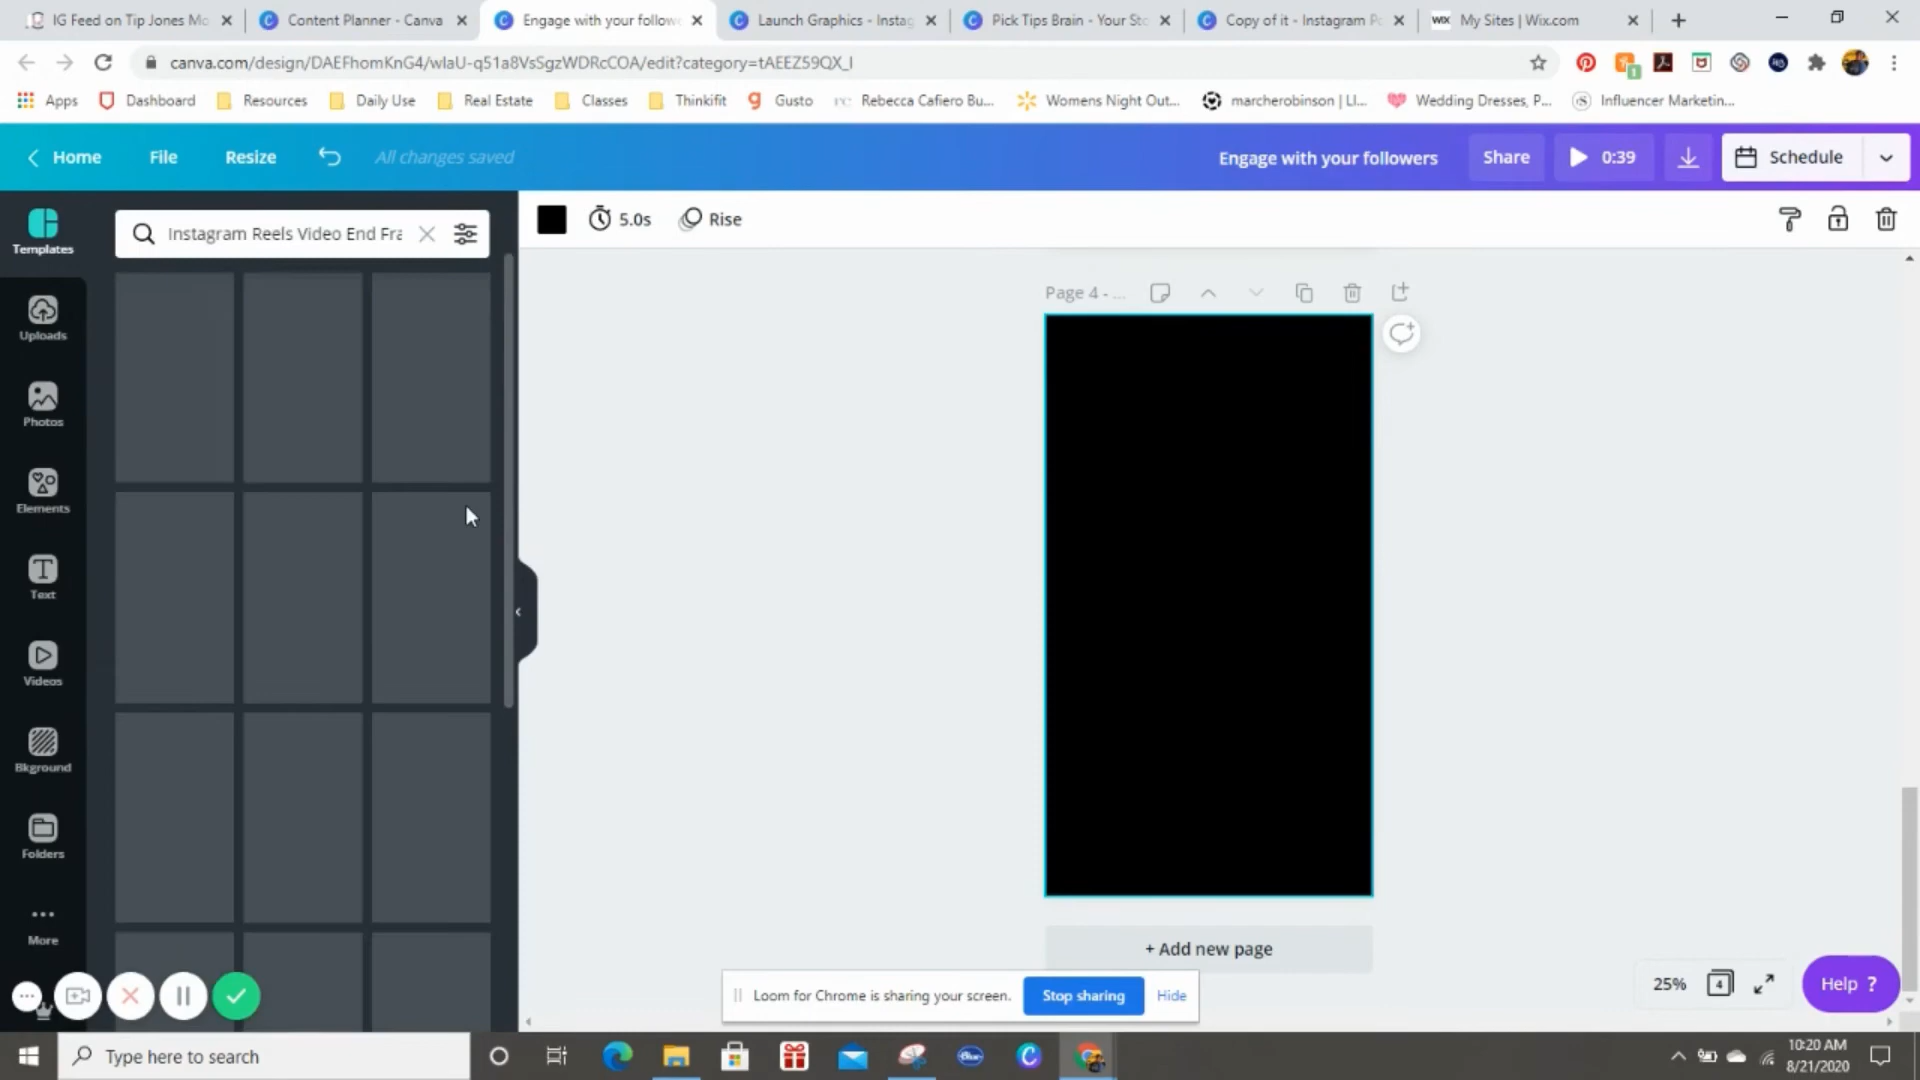 IG Feed on Tip Jones Mo
Content Planner - Canva
Engage with your followe
Launch Graphics - Instag
Pick Tips Brain - Your Sto
Copy of it - Instagram Po
WIX My Sites | Wix.com
canva.com/design/DAEFhomKnG4/wlaU-q51a8VsSgzWDRcCOA/edit?category=tAEEZ59QX_I
Apps
Dashboard
Resources
Daily Use
Real Estate
Classes
Thinkifit
Gusto
Rebecca Cafiero Bu...
Womens Night Out...
marcherobinson | LI...
Wedding Dresses, P...
Influencer Marketin...
Home
File
Resize
All changes saved
Engage with your followers
Share
0:39
Schedule
Templates
Instagram Reels Video End Fra
5.0s
Rise
Uploads
Photos
Elements
Text
Videos
Bkground
Folders
More
Page 4 - ...
+ Add new page
Loom for Chrome is sharing your screen.
Stop sharing
Hide
25%
4
Help ?
Type here to search
10:20 AM
8/21/2020